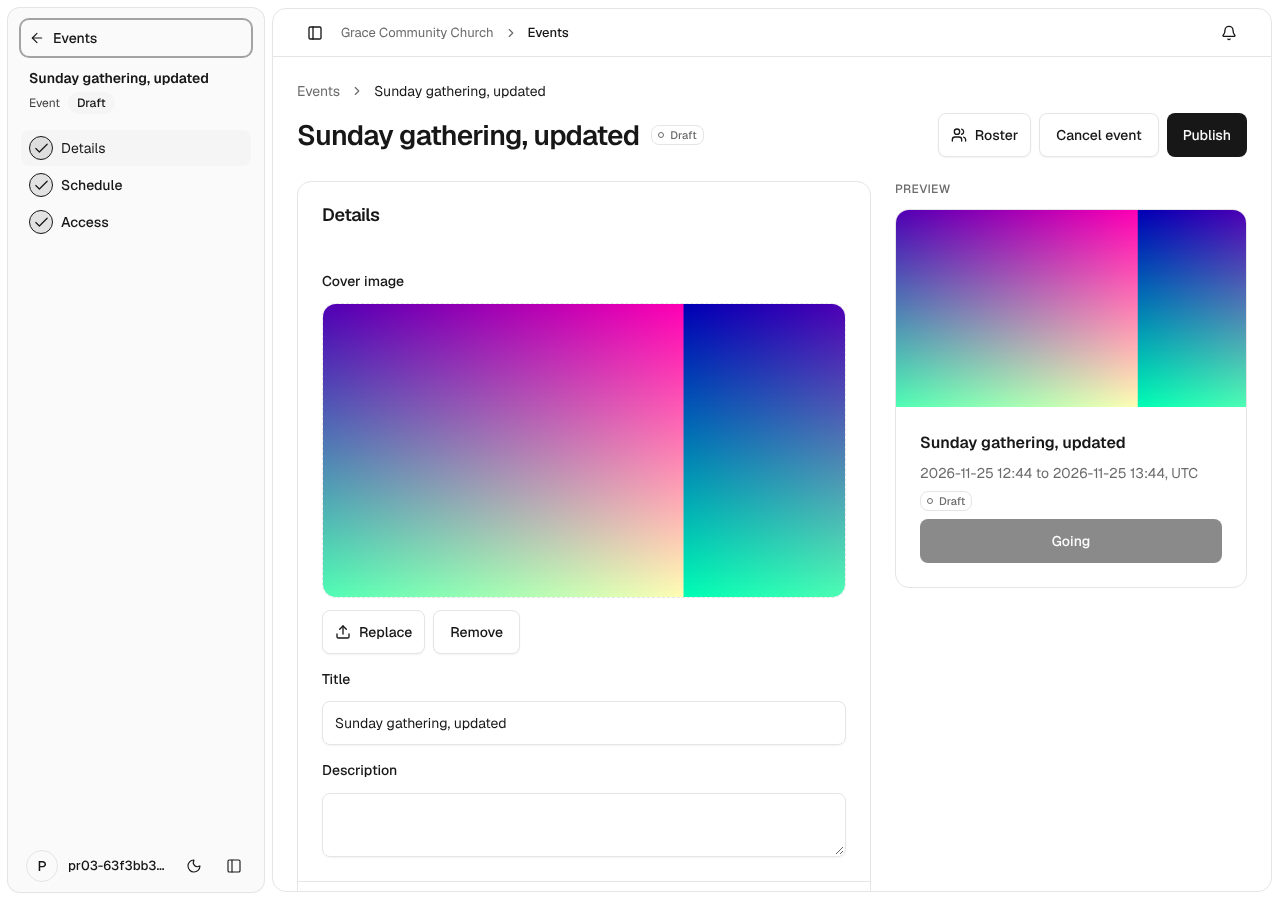 Events
Sunday gathering, updated
Event Draft
Details
Schedule
Access
P pr03-63f3bb3...
Grace Community Church > Events
Events > Sunday gathering, updated
Sunday gathering, updated Draft
Roster
Cancel event
Publish
Details
Cover image
Replace
Remove
Title
Sunday gathering, updated
Description
PREVIEW
Sunday gathering, updated
2026-11-25 12:44 to 2026-11-25 13:44, UTC
Draft
Going